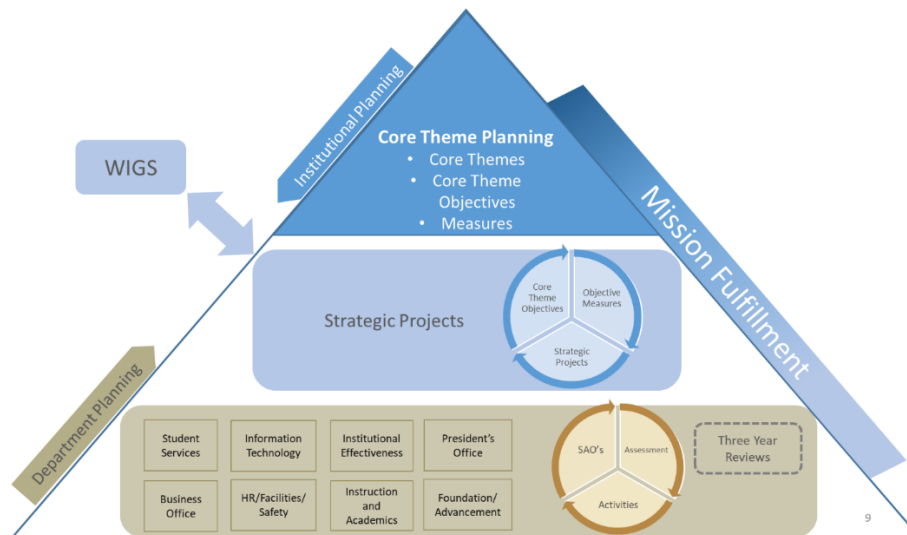 Institutional Planning
Core Theme Planning
• Core Themes
• Core Theme
Objectives
• Measures
WIGS
Mission Fulfillment
Strategic Projects
Core
Theme
Objectives
Objective
Measures
Strategic
Projects
Department Planning
Student
Services
Information
Technology
Institutional
Effectiveness
President's
Office
Business
Office
HR/Facilities/
Safety
Instruction
and
Academics
Foundation/
Advancement
SAO's
Assessment
Activities
Three Year
Reviews
9